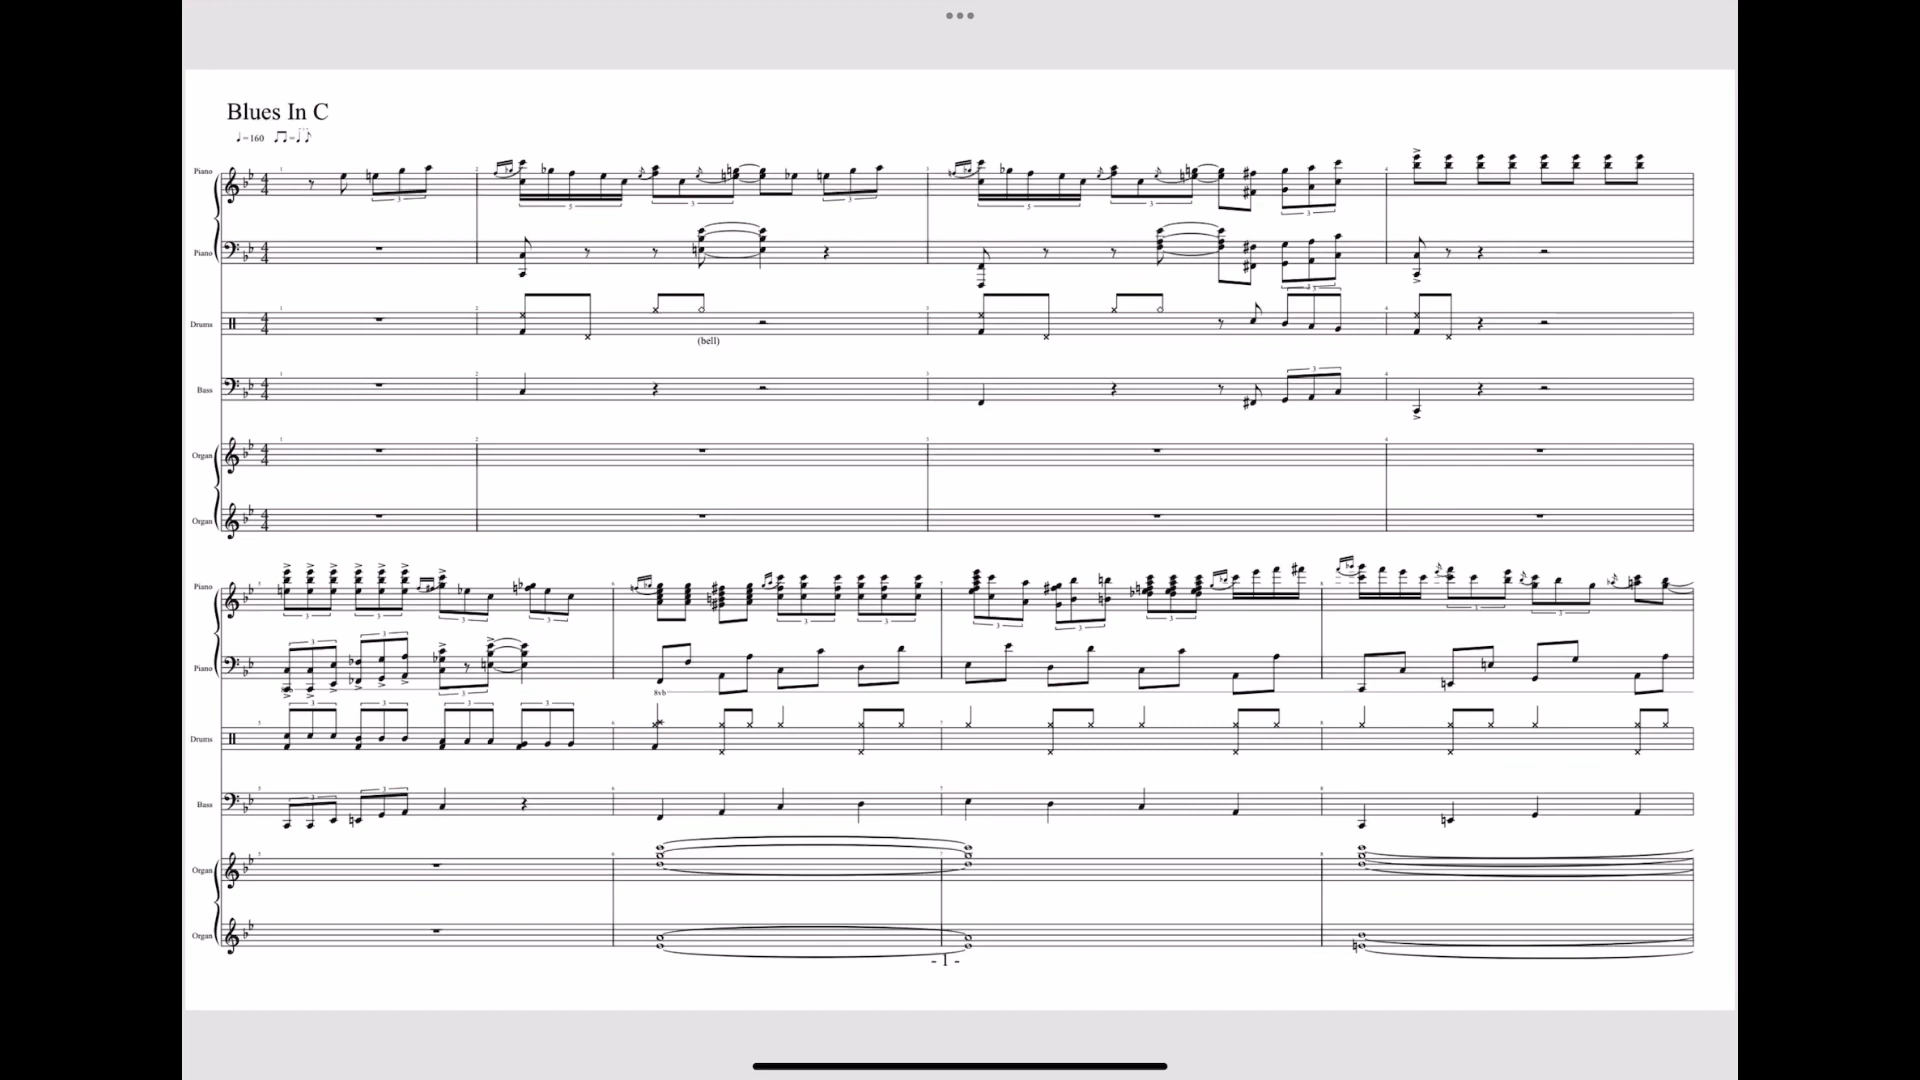 Blues In C
♩=160
Piano
Piano
Drums
(bell)
Bass
Organ
Organ
Piano
Piano
8vb
Drums
Bass
Organ
Organ
- 1 -